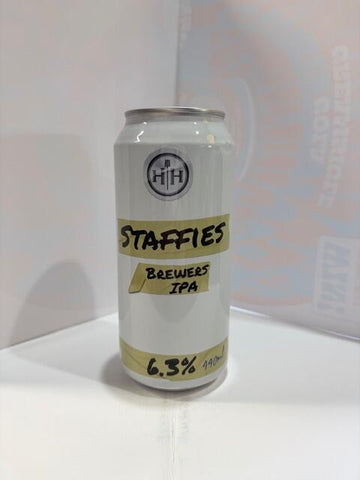 HH
STAFFIES
BREWERS
IPA
6.3% 440ml